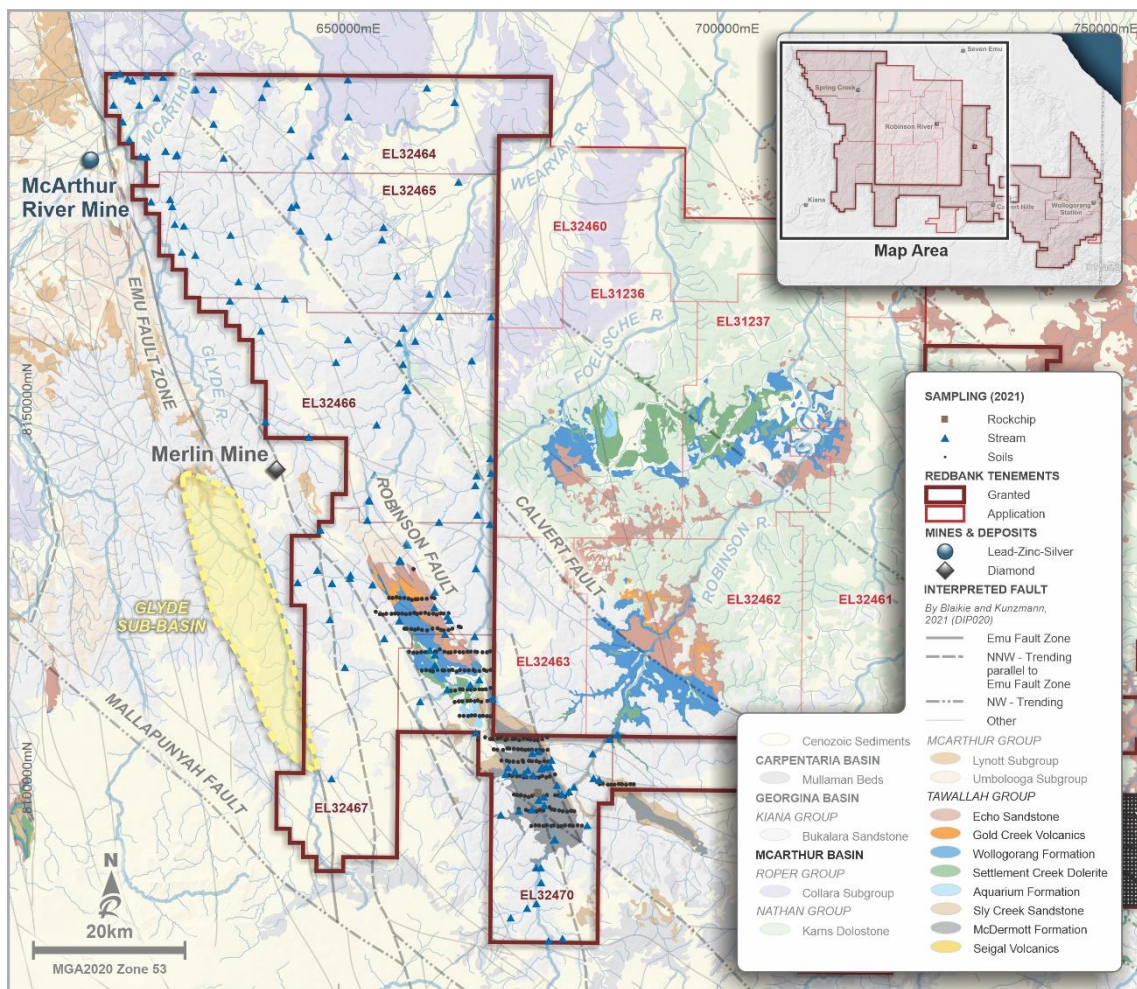 650000mE
700000mE
750000mE
8150000mN
8100000mN
MCARTHUR R.
McArthur
River Mine
EL32464
EL32465
WEARYAN R.
EL32460
EL31236
EL31237
FOELSCHE R.
EMU FAULT ZONE
GLYDE R.
EL32466
Merlin Mine
ROBINSON FAULT
CALVERT FAULT
ROBINSON R.
EL32462
EL32461
EL32463
GLYDE
SUB-BASIN
MALLAPUNYAH FAULT
EL32467
EL32470
N
20km
MGA2020 Zone 53
Seven Emu
Spring Creek
Robinson River
Kiana
Wollogorang
Station
Map Area
SAMPLING (2021)
Rockchip
Stream
Soils
REDBANK TENEMENTS
Granted
Application
MINES & DEPOSITS
Lead-Zinc-Silver
Diamond
INTERPRETED FAULT
By Blaikie and Kunzmann,
2021 (DIP020)
Emu Fault Zone
NNW - Trending
parallel to
Emu Fault Zone
NW - Trending
Other
Cenozoic Sediments
CARPENTARIA BASIN
Mullaman Beds
GEORGINA BASIN
KIANA GROUP
Bukalara Sandstone
MCARTHUR BASIN
ROPER GROUP
Collara Subgroup
NATHAN GROUP
Karns Dolostone
MCARTHUR GROUP
Lynott Subgroup
Umbolooga Subgroup
TAWALLAH GROUP
Echo Sandstone
Gold Creek Volcanics
Wollogorang Formation
Settlement Creek Dolerite
Aquarium Formation
Sly Creek Sandstone
McDermott Formation
Seigal Volcanics